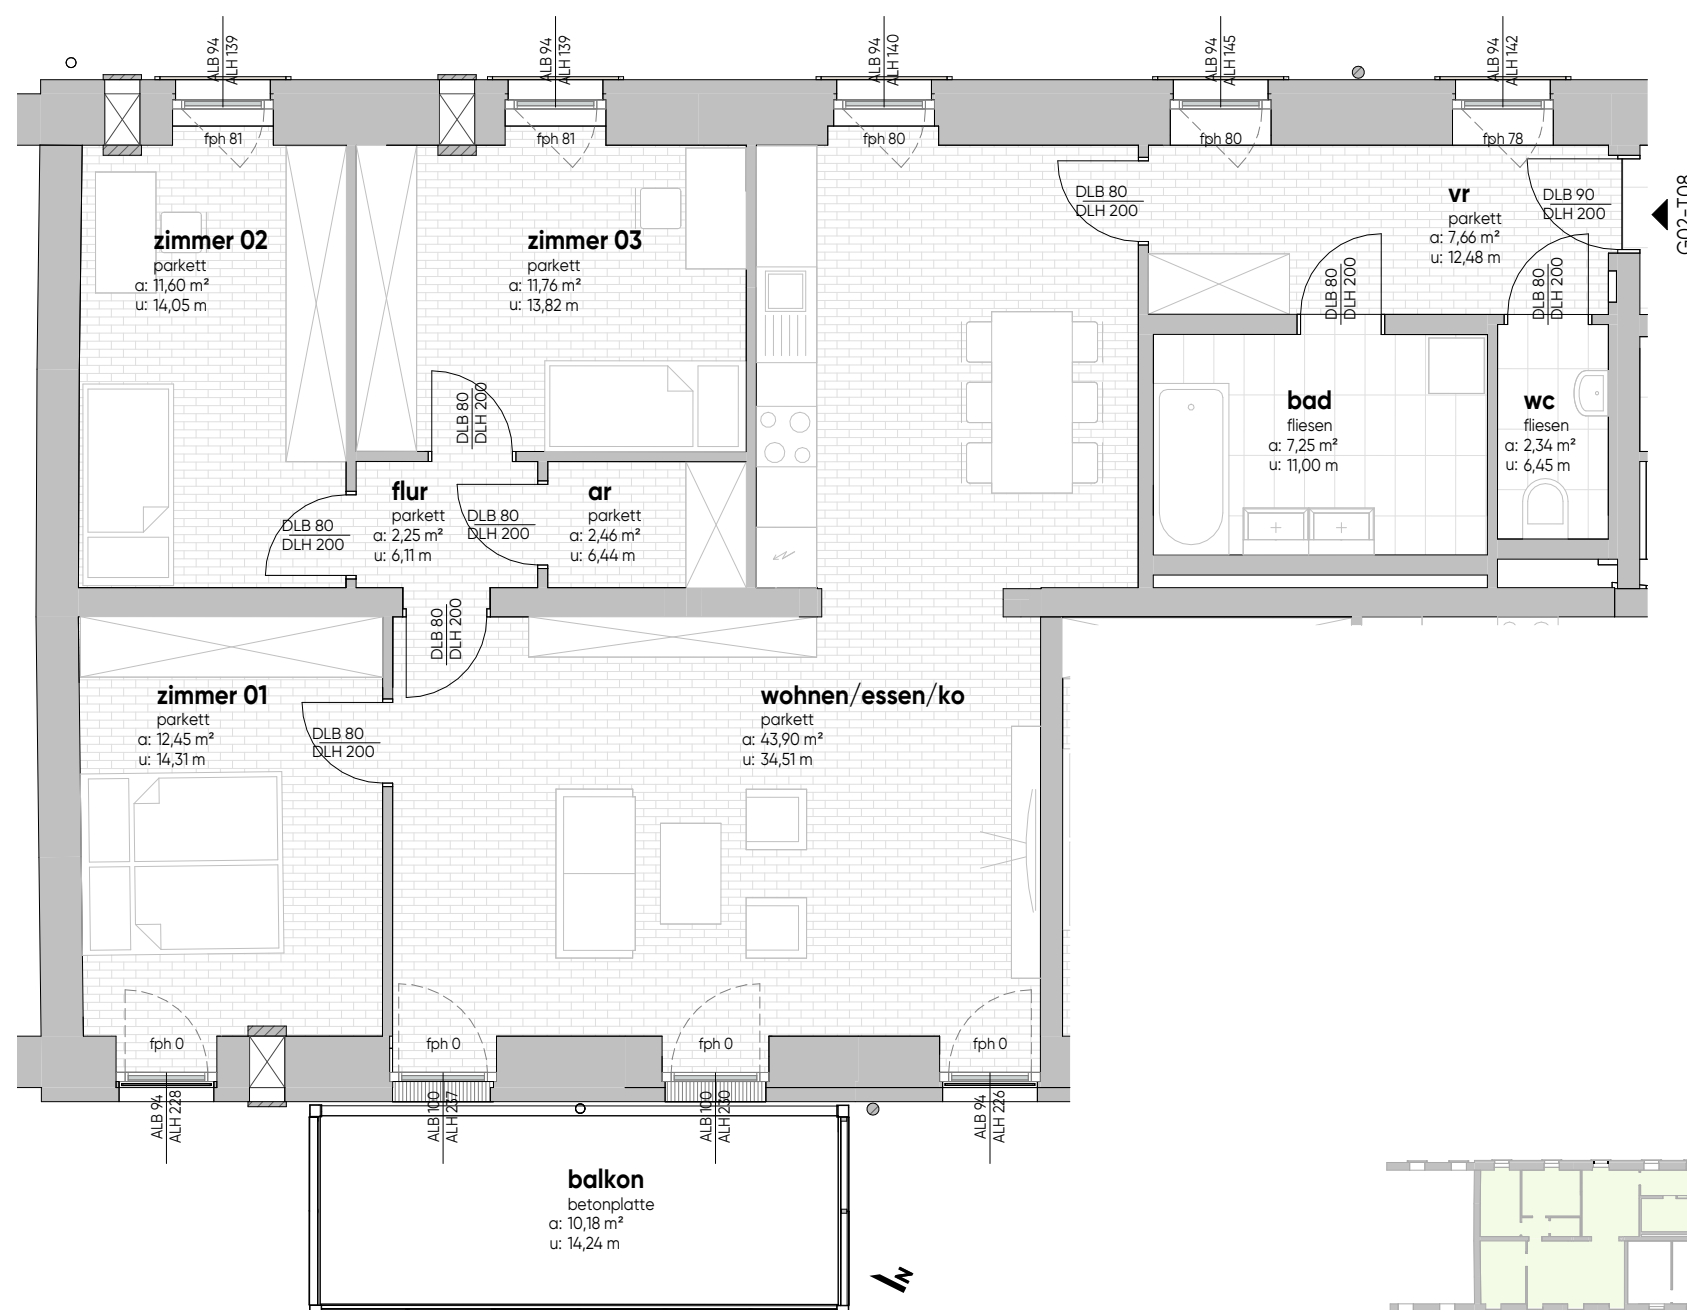 ALB 94
ALH 139
ALB 94
ALH 139
ALB 94
ALH 140
ALB 94
ALH 145
ALB 94
ALH 142
fph 81
fph 81
fph 80
fph 80
fph 78
zimmer 02
parkett
a: 11,60 m²
u: 14,05 m
zimmer 03
parkett
a: 11,76 m²
u: 13,82 m
DLB 80
DLH 200
vr
parkett
a: 7,66 m²
u: 12,48 m
DLB 90
DLH 200
G02-T08
DLB 80
DLH 200
DLB 80
DLH 200
bad
fliesen
a: 7,25 m²
u: 11,00 m
wc
fliesen
a: 2,34 m²
u: 6,45 m
DLB 80
DLH 200
flur
parkett
a: 2,25 m²
u: 6,11 m
ar
parkett
a: 2,46 m²
u: 6,44 m
DLB 80
DLH 200
DLB 80
DLH 200
DLB 80
DLH 200
zimmer 01
parkett
a: 12,45 m²
u: 14,31 m
DLB 80
DLH 200
wohnen/essen/ko
parkett
a: 43,90 m²
u: 34,51 m
fph 0
fph 0
fph 0
fph 0
ALB 94
ALH 228
ALB 100
ALH 237
ALB 100
ALH 230
ALB 94
ALH 226
balkon
betonplatte
a: 10,18 m²
u: 14,24 m
N